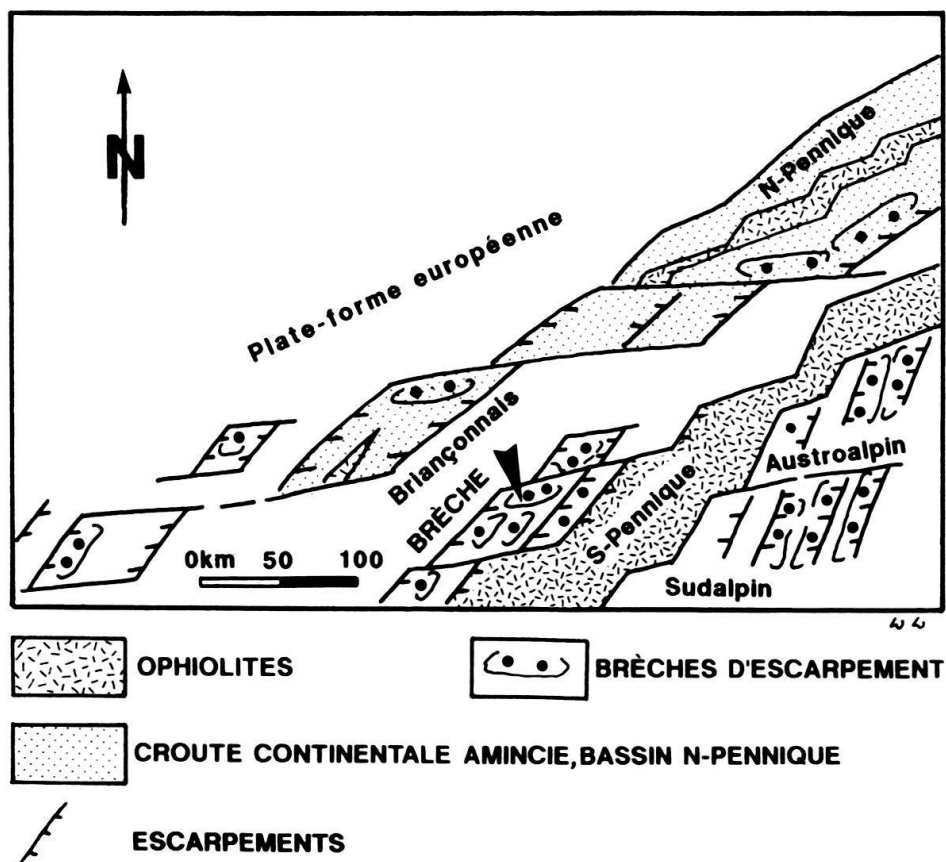 N
N-Pennique
Plate-forme européenne
Briançonnais
BRÈCHE
S-Pennique
Austroalpin
Sudalpin
0km 50 100
OPHIOLITES
BRÈCHES D'ESCARPEMENT
CROUTE CONTINENTALE AMINCIE, BASSIN N-PENNIQUE
ESCARPEMENTS